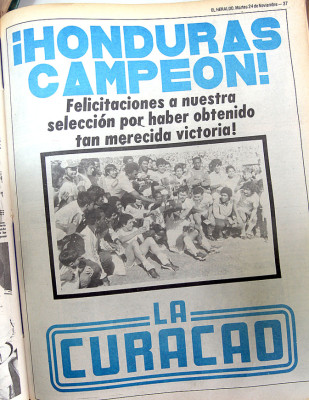 EL HERALDO. Martes 24 de Noviembre — 37
¡HONDURAS
CAMPEON!
Felicitaciones a nuestra
selección por haber obtenido
tan merecida victoria!
LA
CURACAO